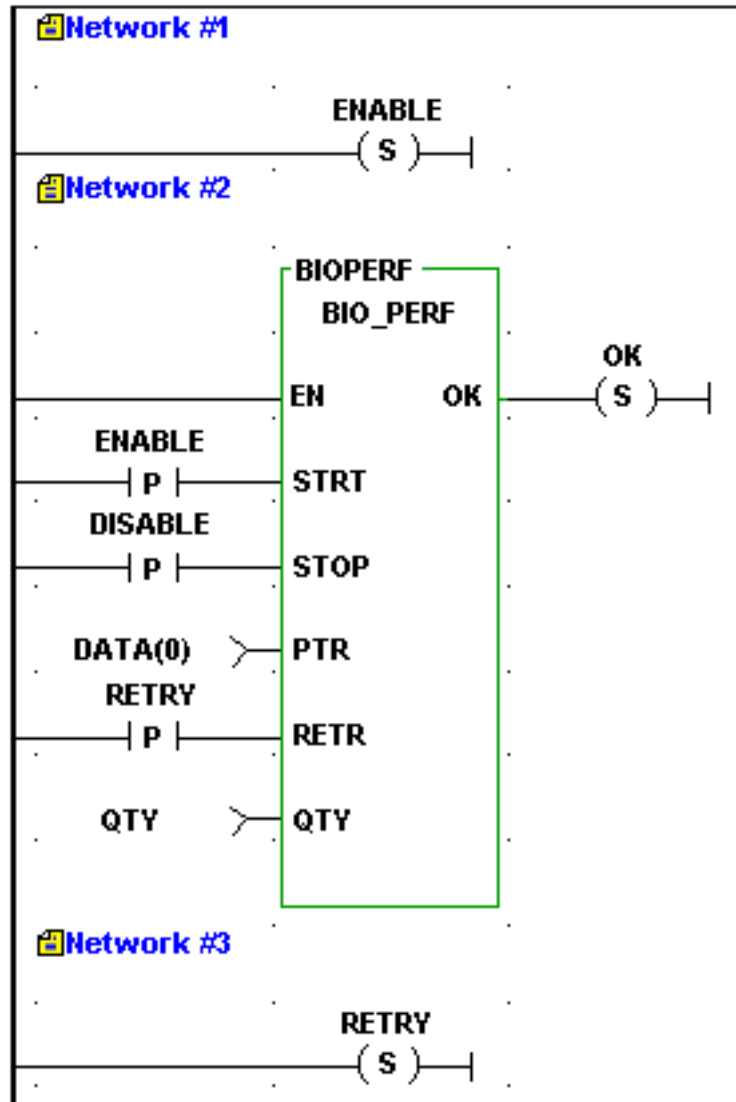 Network #1
ENABLE
S
Network #2
BIOPERF
BIO_PERF
OK
EN OK S
ENABLE
P STRT
DISABLE
P STOP
DATA(0) PTR
RETRY
P RETR
QTY QTY
Network #3
RETRY
S